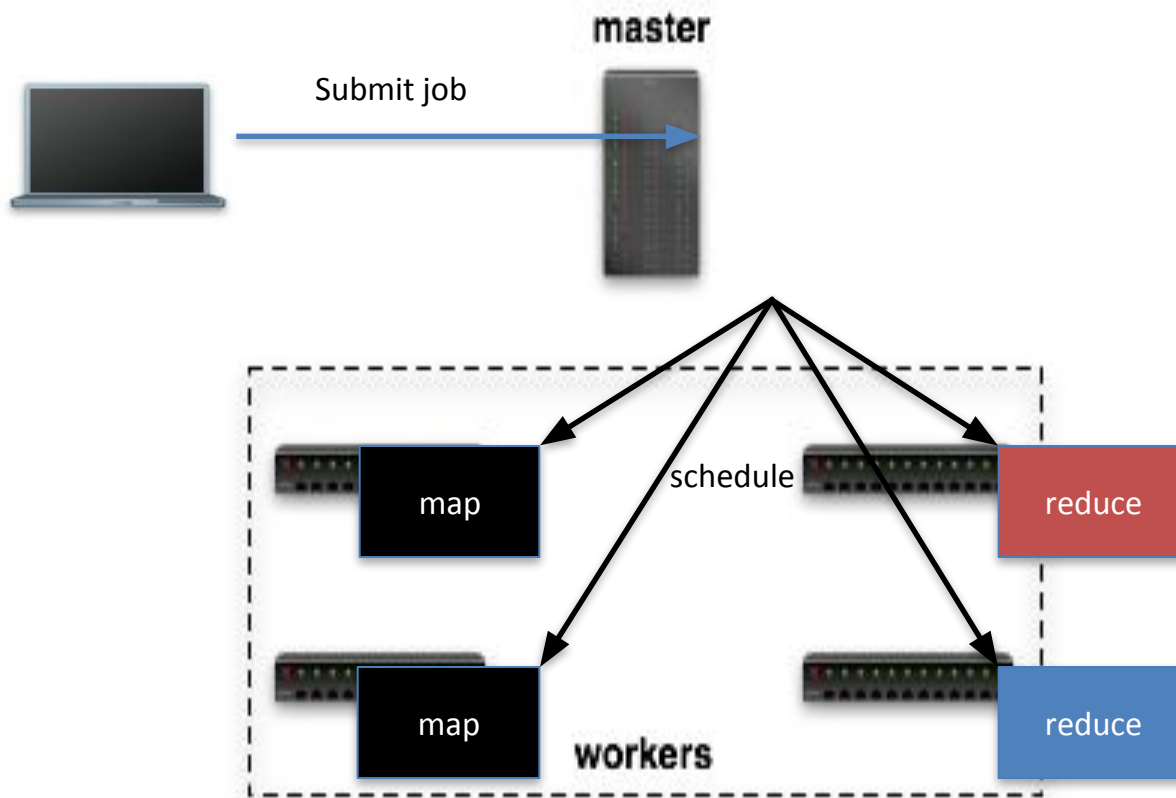 master
Submit job
map
schedule
reduce
map
reduce
workers